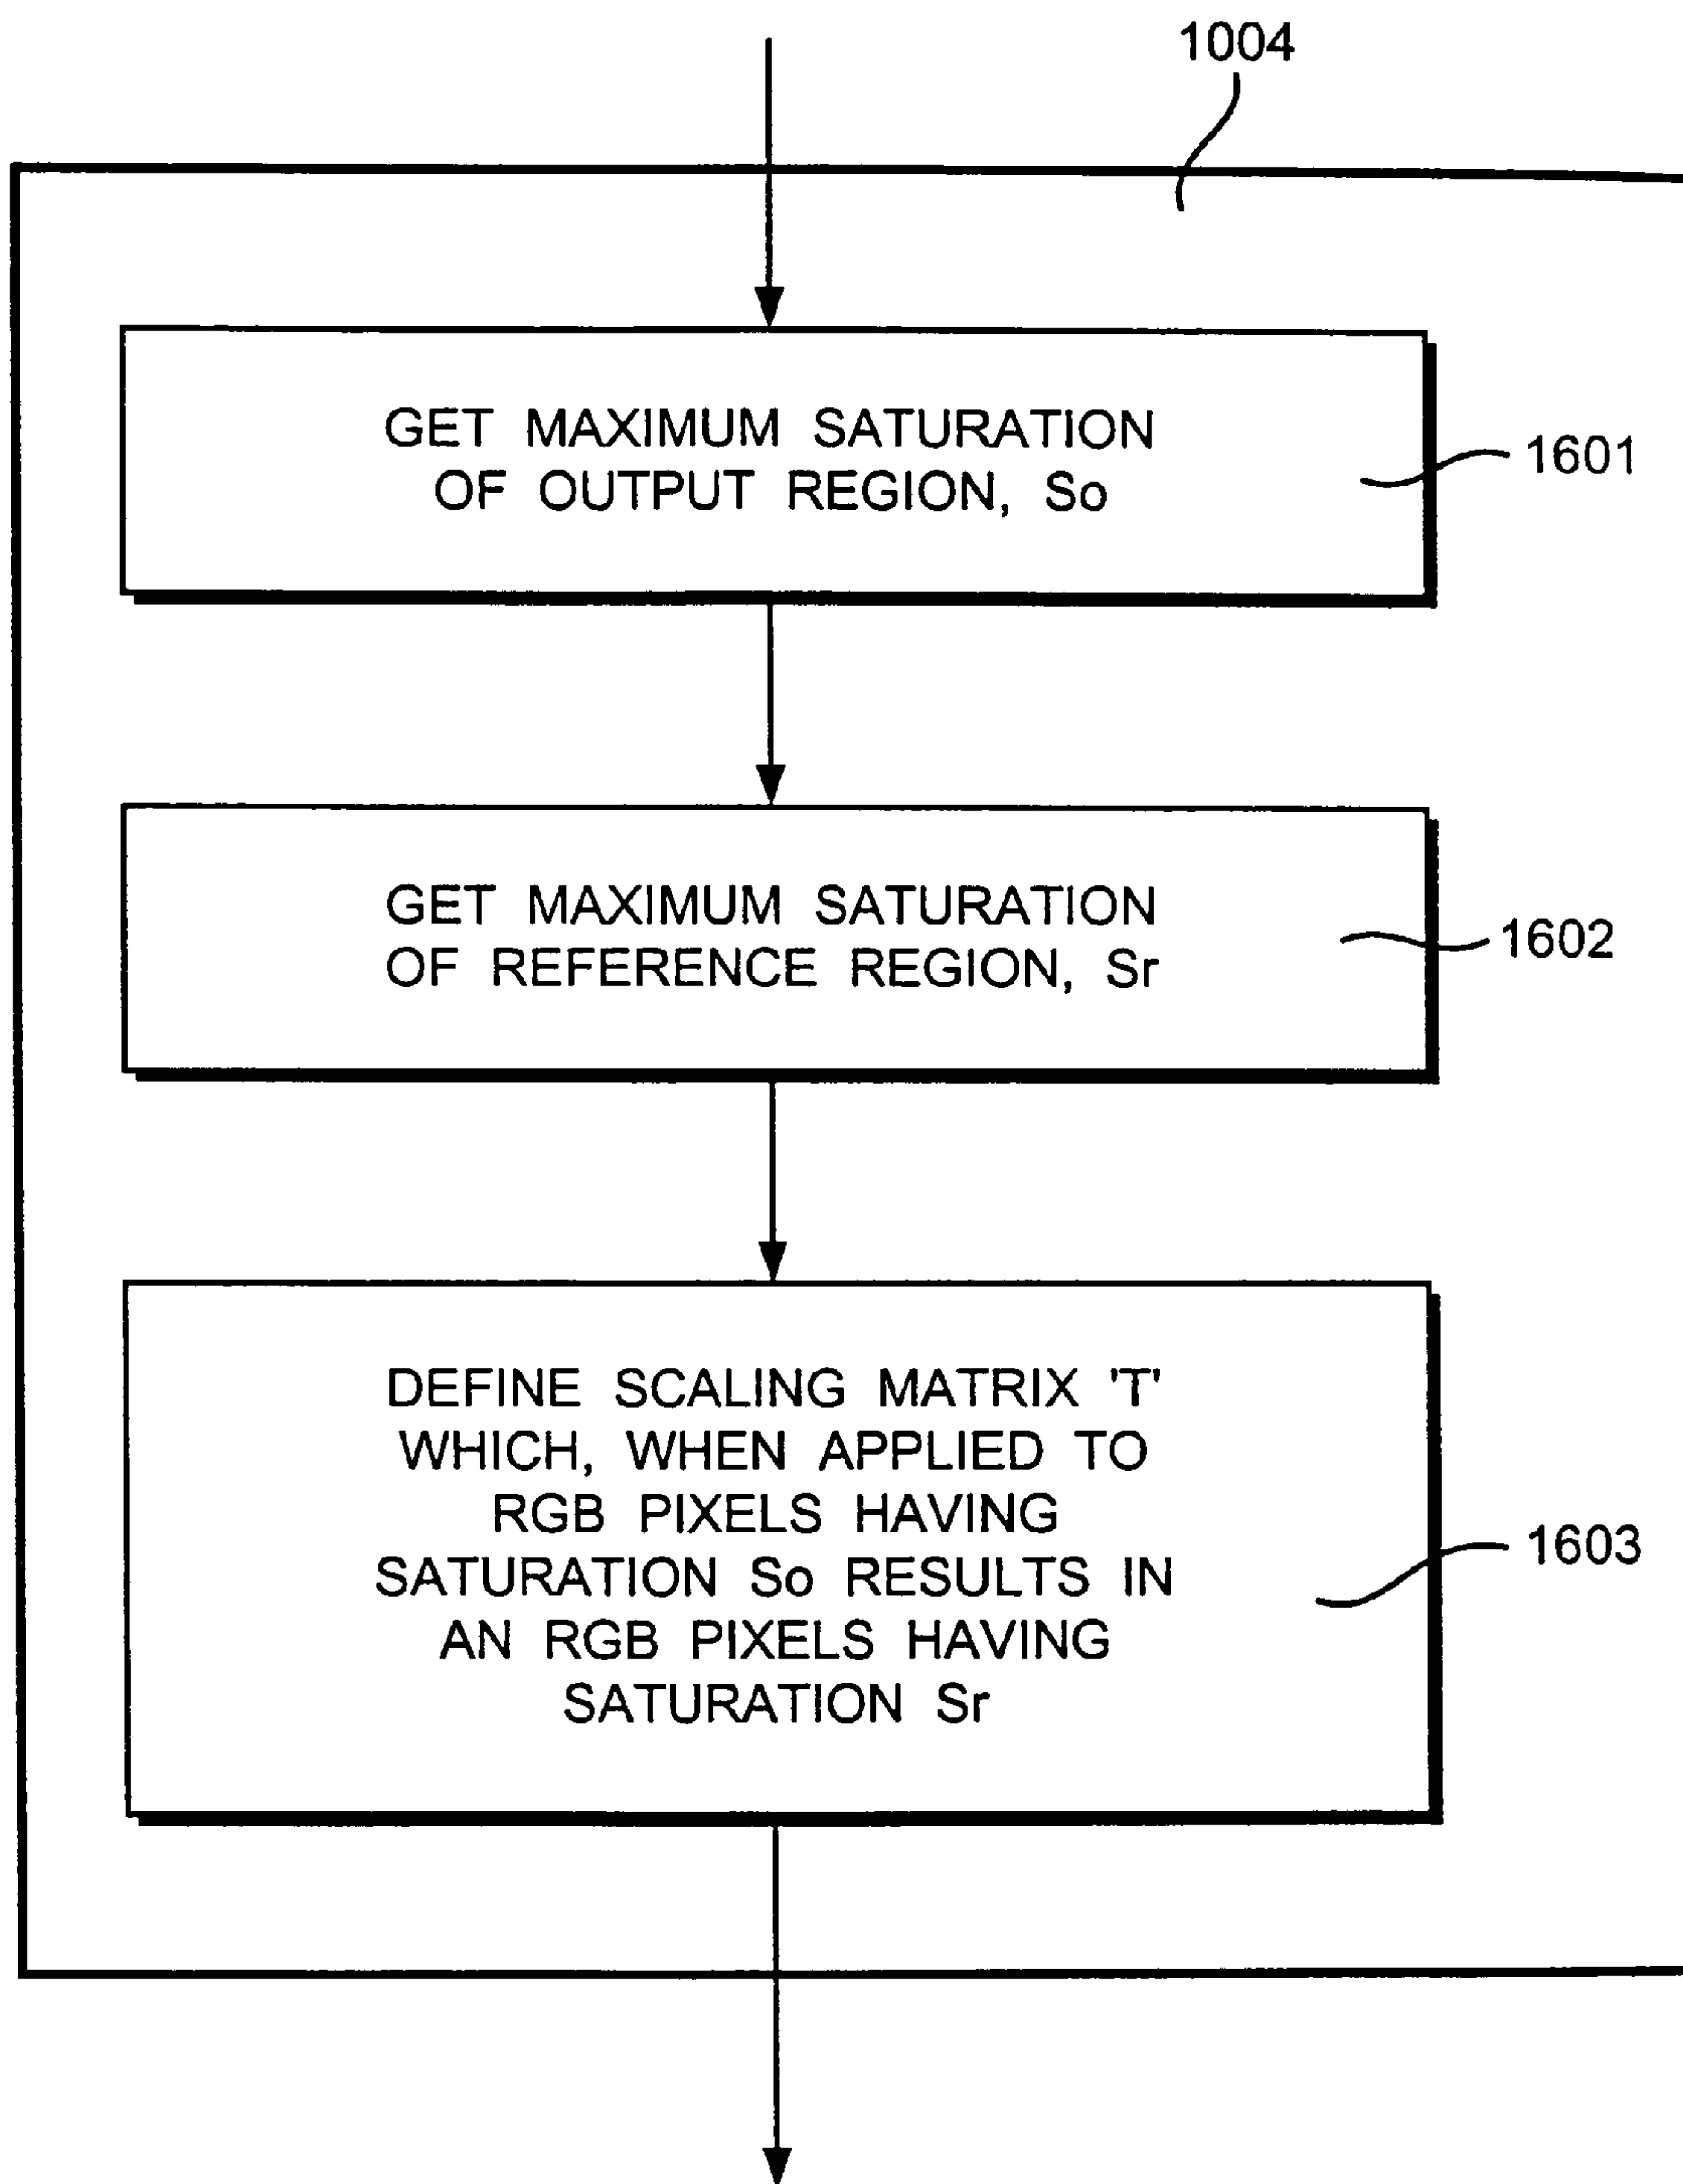 1004
GET MAXIMUM SATURATION
OF OUTPUT REGION, So
1601
GET MAXIMUM SATURATION
OF REFERENCE REGION, Sr
1602
DEFINE SCALING MATRIX 'T'
WHICH, WHEN APPLIED TO
RGB PIXELS HAVING
SATURATION So RESULTS IN
AN RGB PIXELS HAVING
SATURATION Sr
1603